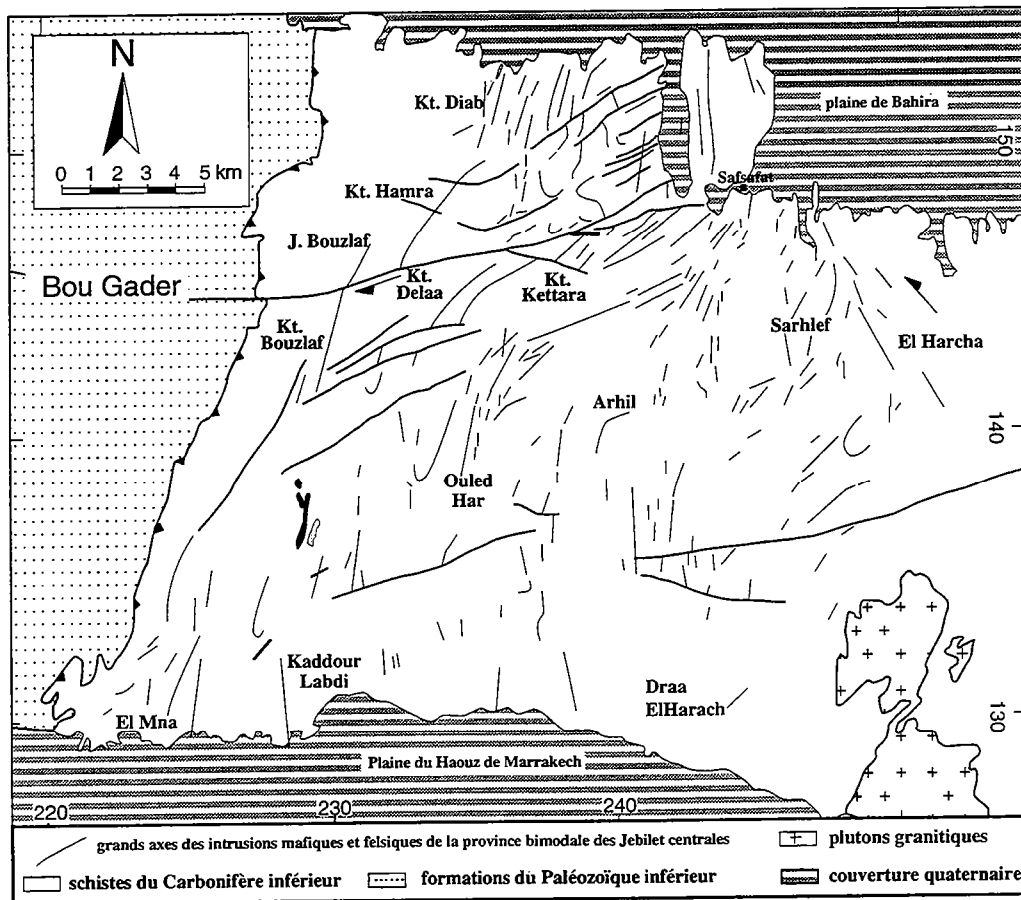 N
0 1 2 3 4 5 km
Kt. Diab
plaine de Bahira
150
Safsafat
Kt. Hamra
J. Bouzlaf
Bou Gader
Kt.
Delaa
Kt.
Kettara
Kt.
Bouzlaf
Sarhlef
El Harcha
Arhil
140
Ouled
Har
Kaddour
Labdi
Draa
ElHarach
130
El Mna
Plaine du Haouz de Marrakech
220
230
240
grands axes des intrusions mafiques et felsiques de la province bimodale des Jebilet centrales
plutons granitiques
schistes du Carbonifère inférieur
formations du Paléozoïque inférieur
couverture quaternaire